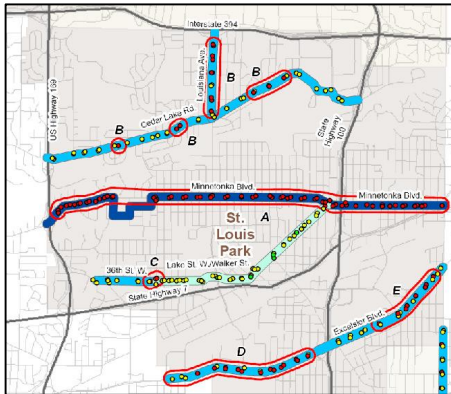 Interstate 394
US Highway 169
Louisiana Ave.
B
B
Cedar Lake Rd.
State
Highway
100
B
B
Minnetonka Blvd.
Minnetonka Blvd.
A
St.
Louis
Park
C
Lake St. W./Walker St.
36th St. W.
State Highway 7
E
Excelsior Blvd.
D